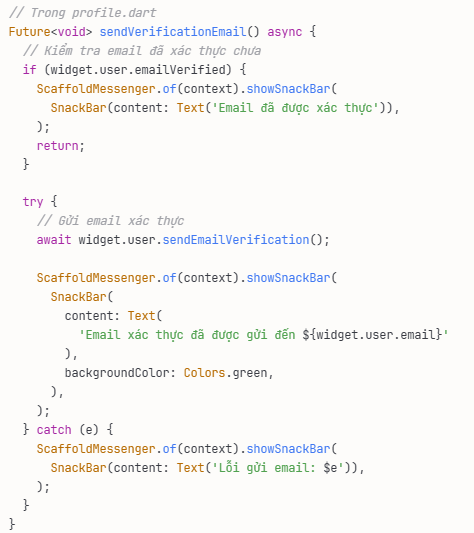 // Trong profile.dart
Future<void> sendVerificationEmail() async {
  // Kiểm tra email đã xác thực chưa
  if (widget.user.emailVerified) {
    ScaffoldMessenger.of(context).showSnackBar(
      SnackBar(content: Text('Email đã được xác thực')),
    );
    return;
  }

  try {
    // Gửi email xác thực
    await widget.user.sendEmailVerification();

    ScaffoldMessenger.of(context).showSnackBar(
      SnackBar(
        content: Text(
          'Email xác thực đã được gửi đến ${widget.user.email}'
        ),
        backgroundColor: Colors.green,
      ),
    );
  } catch (e) {
    ScaffoldMessenger.of(context).showSnackBar(
      SnackBar(content: Text('Lỗi gửi email: $e')),
    );
  }
}